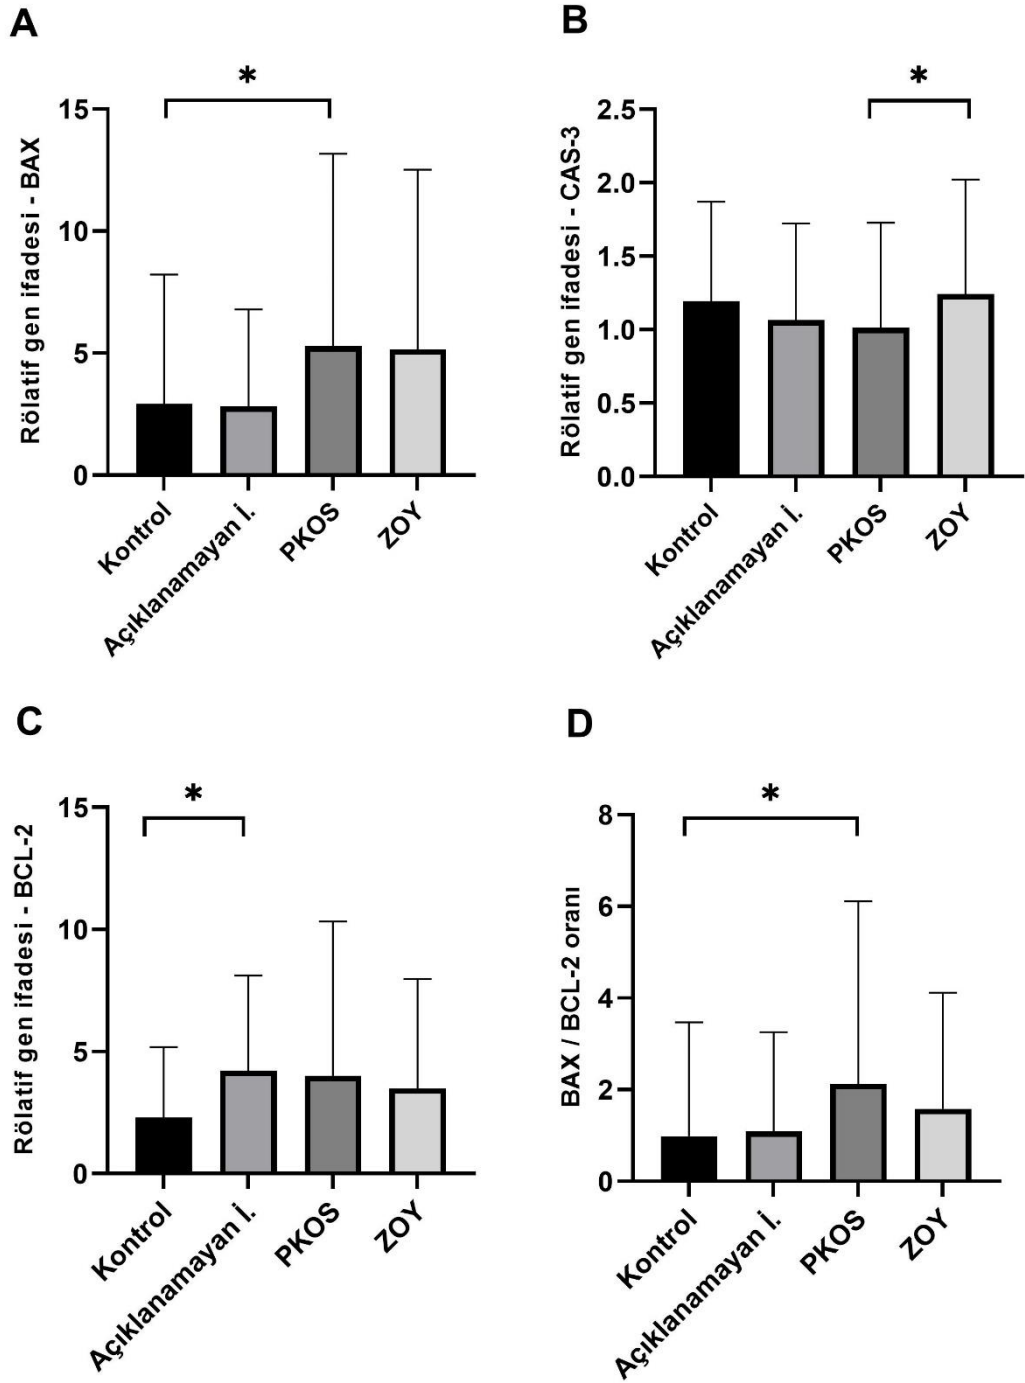 A
*
Rölatif gen ifadesi - BAX
15
10
5
0
Kontrol
Açıklanamayan İ.
PKOS
ZOY
B
*
Rölatif gen ifadesi - CAS-3
2.5
2.0
1.5
1.0
0.5
0.0
Kontrol
Açıklanamayan İ.
PKOS
ZOY
C
*
Rölatif gen ifadesi - BCL-2
15
10
5
0
Kontrol
Açıklanamayan İ.
PKOS
ZOY
D
*
BAX / BCL-2 oranı
8
6
4
2
0
Kontrol
Açıklanamayan İ.
PKOS
ZOY